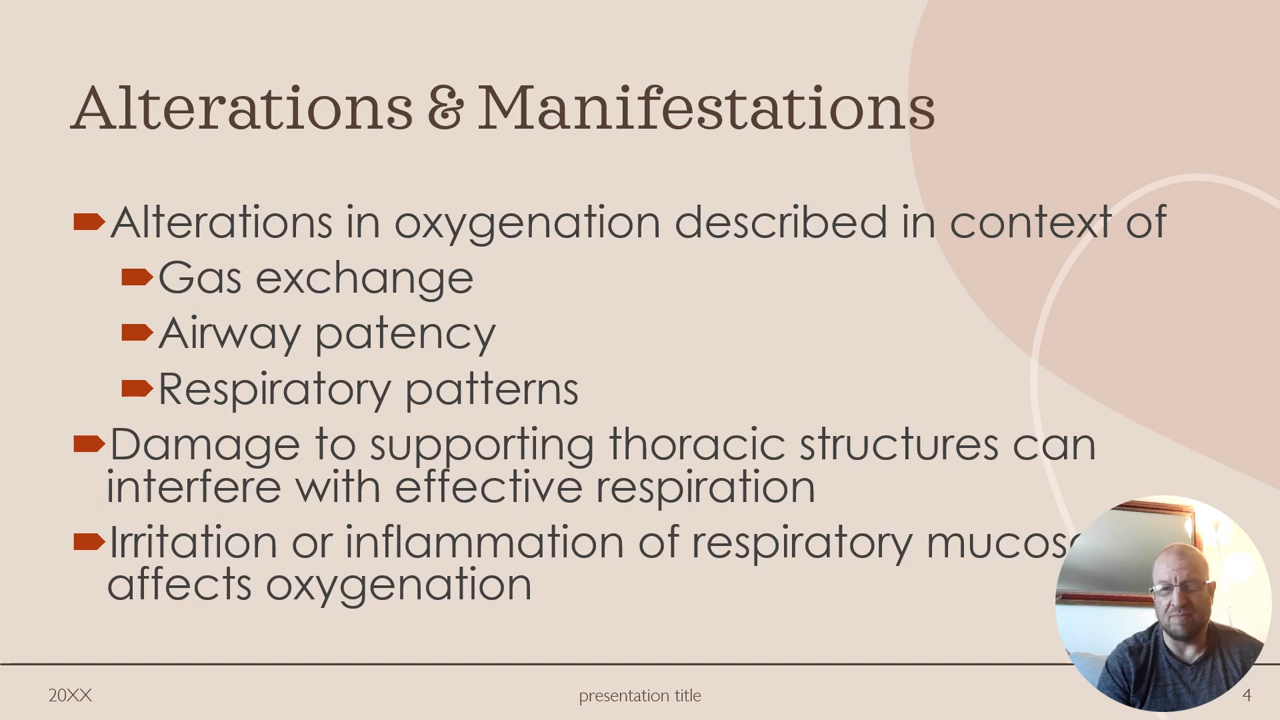 Alterations & Manifestations
Alterations in oxygenation described in context of
Gas exchange
Airway patency
Respiratory patterns
Damage to supporting thoracic structures can
interfere with effective respiration
Irritation or inflammation of respiratory
affects oxygenation
20XX
presentation title
4